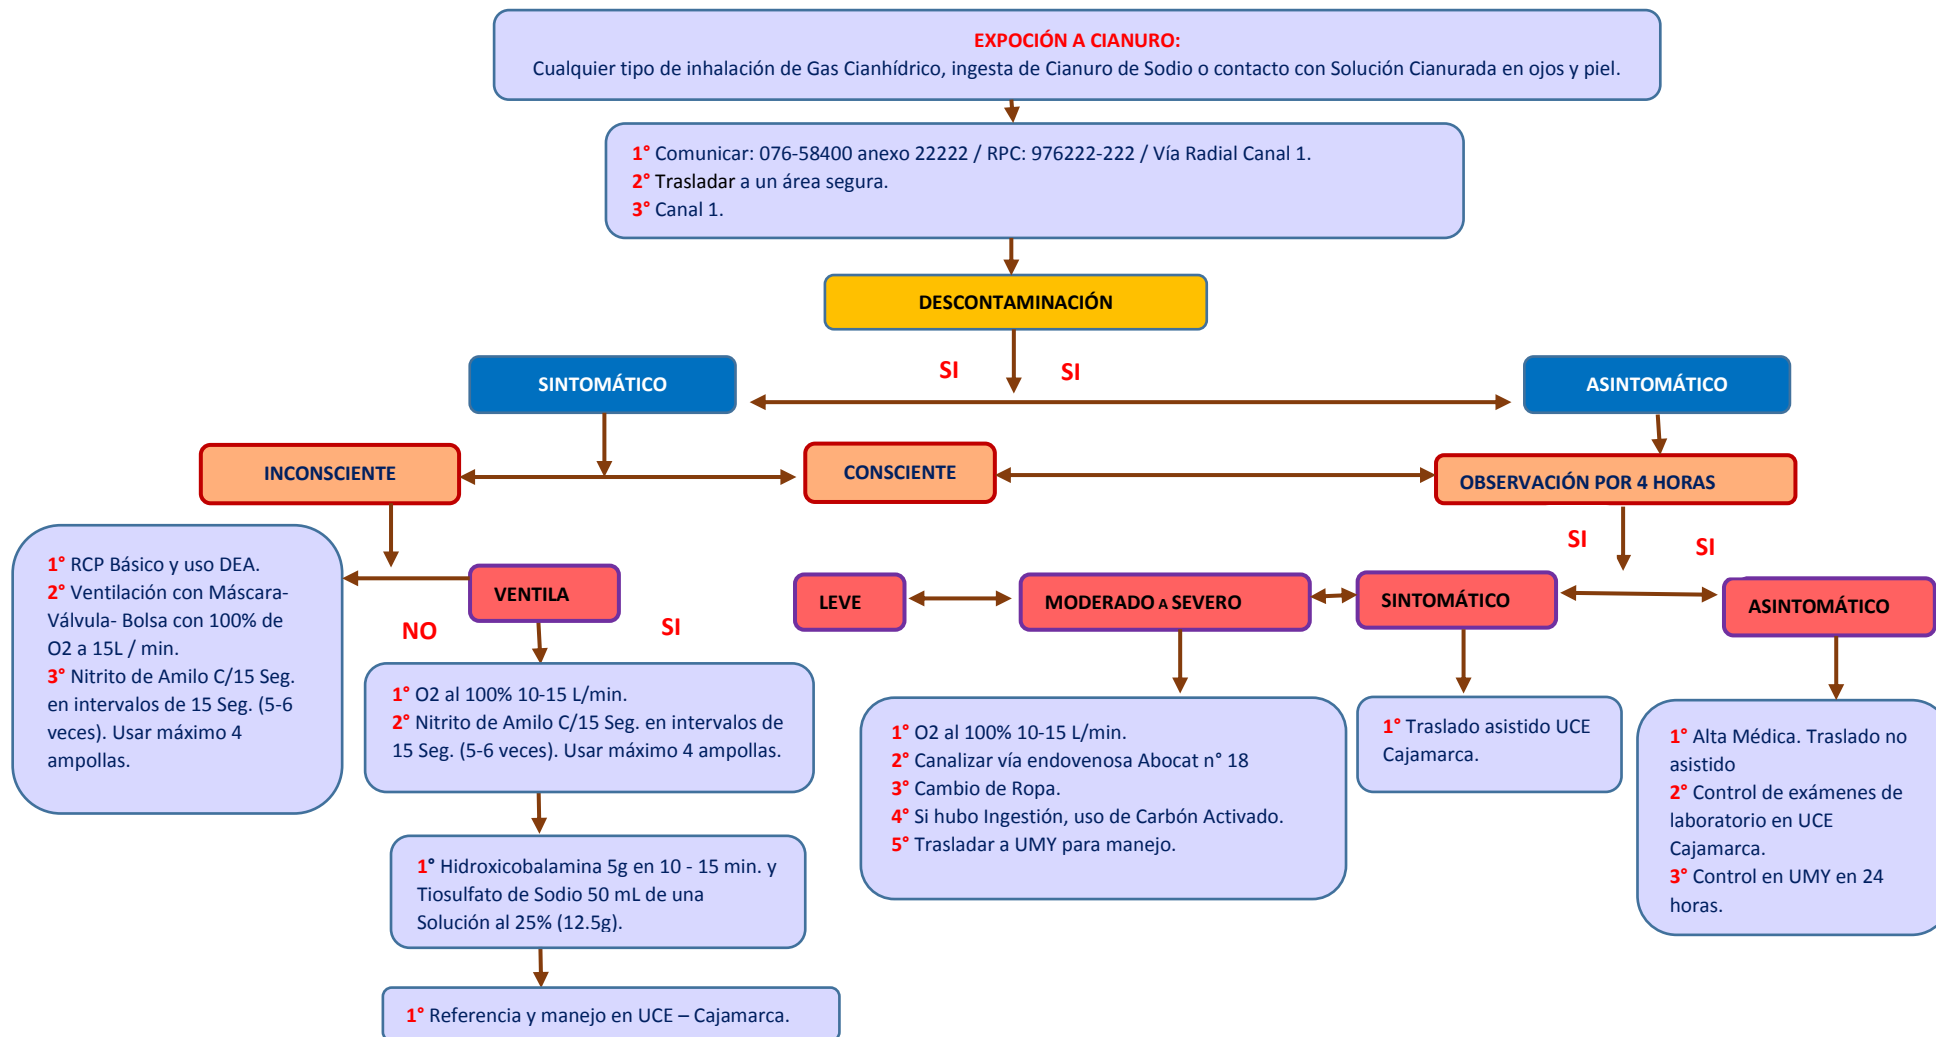 EXPOCIÓN A CIANURO:
Cualquier tipo de inhalación de Gas Cianhídrico, ingesta de Cianuro de Sodio o contacto con Solución Cianurada en ojos y piel.
1° Comunicar: 076-58400 anexo 22222 / RPC: 976222-222 / Vía Radial Canal 1.
2° Trasladar a un área segura.
3° Canal 1.
DESCONTAMINACIÓN
SI SI
SINTOMÁTICO
ASINTOMÁTICO
INCONSCIENTE
CONSCIENTE
OBSERVACIÓN POR 4 HORAS
SI
SI
1° RCP Básico y uso DEA.
2° Ventilación con Máscara-
Válvula- Bolsa con 100% de
O2 a 15L / min.
3° Nitrito de Amilo C/15 Seg.
en intervalos de 15 Seg. (5-6
veces). Usar máximo 4
ampollas.
VENTILA
NO
SI
LEVE
MODERADO A SEVERO
SINTOMÁTICO
ASINTOMÁTICO
1° O2 al 100% 10-15 L/min.
2° Nitrito de Amilo C/15 Seg. en intervalos de
15 Seg. (5-6 veces). Usar máximo 4 ampollas.
1° Hidroxicobalamina 5g en 10 - 15 min. y
Tiosulfato de Sodio 50 mL de una
Solución al 25% (12.5g).
1° Referencia y manejo en UCE – Cajamarca.
1° O2 al 100% 10-15 L/min.
2° Canalizar vía endovenosa Abocat n° 18
3° Cambio de Ropa.
4° Si hubo Ingestión, uso de Carbón Activado.
5° Trasladar a UMY para manejo.
1° Traslado asistido UCE
Cajamarca.
1° Alta Médica. Traslado no
asistido
2° Control de exámenes de
laboratorio en UCE
Cajamarca.
3° Control en UMY en 24
horas.